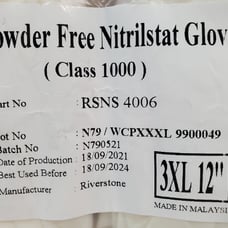 owder Free Nitrilstat Glov
( Class 1000 )
art No : RSNS 4006
ot No : N79 / WCPXXXL 9900049
Batch No : N790521
Date of Production : 18/09/2021
Best Used Before : 18/09/2024
Manufacturer : Riverstone
3XL 12"
MADE IN MALAYSI